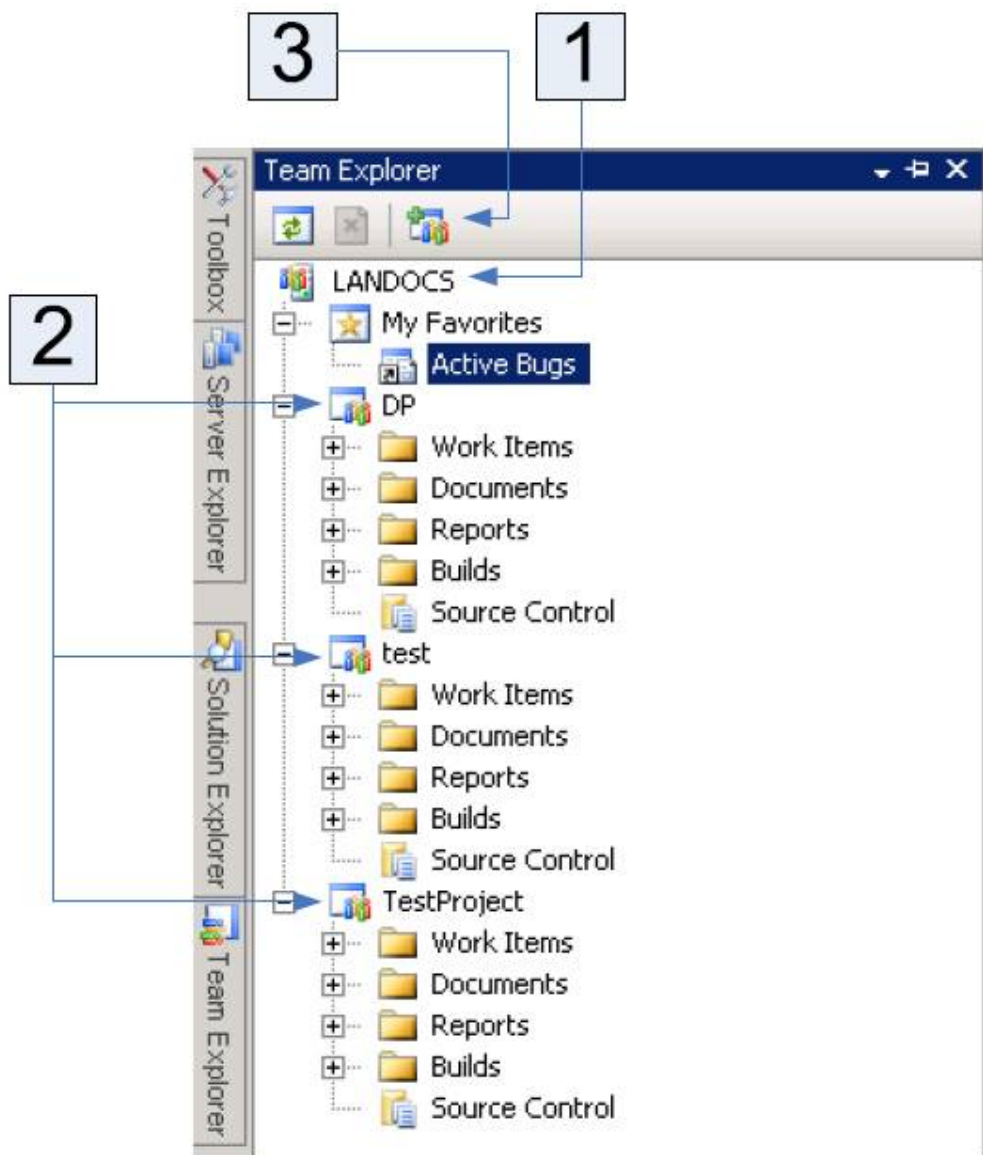 3
1
Team Explorer
LANDOCS
My Favorites
Active Bugs
2
DP
Work Items
Documents
Reports
Builds
Source Control
test
Work Items
Documents
Reports
Builds
Source Control
TestProject
Work Items
Documents
Reports
Builds
Source Control
Toolbox
Server Explorer
Solution Explorer
Team Explorer